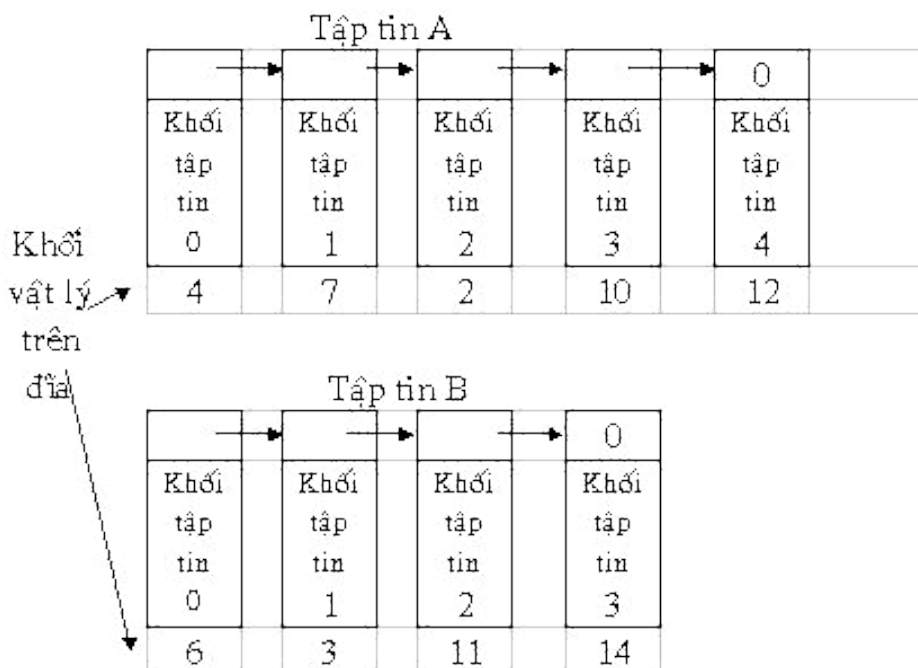 Tập tin A
0
Khối Khối Khối Khối Khối
tập tập tập tập tập
tin tin tin tin tin
0 1 2 3 4
Khối
vật lý
trên
đĩa
4 7 2 10 12
Tập tin B
0
Khối Khối Khối Khối
tập tập tập tập
tin tin tin tin
0 1 2 3
6 3 11 14